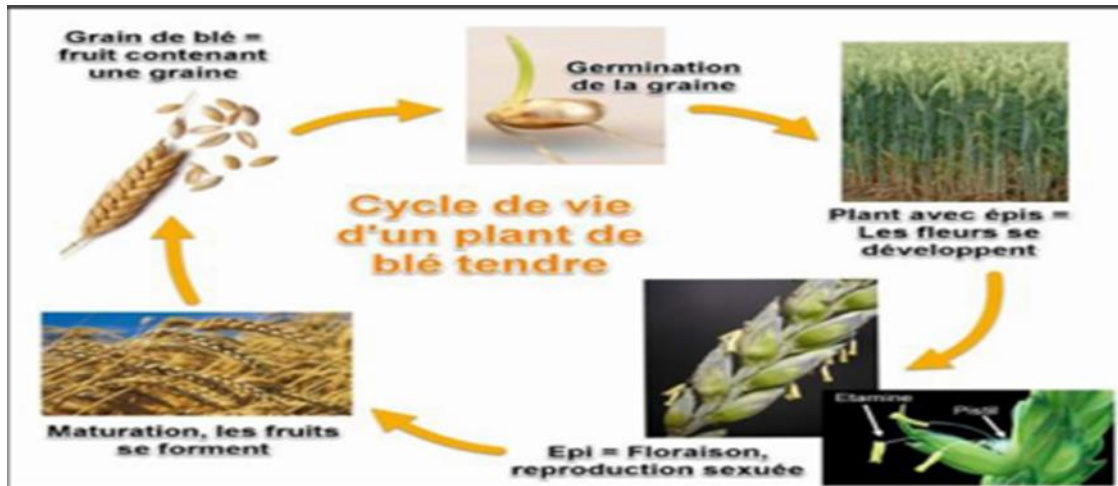 Grain de blé =
fruit contenant
une graine
Germination
de la graine
Plant avec épis =
Les fleurs se
développent
Cycle de vie
d'un plant de
blé tendre
Etamine
Pistil
Epi = Floraison,
reproduction sexuée
Maturation, les fruits
se forment